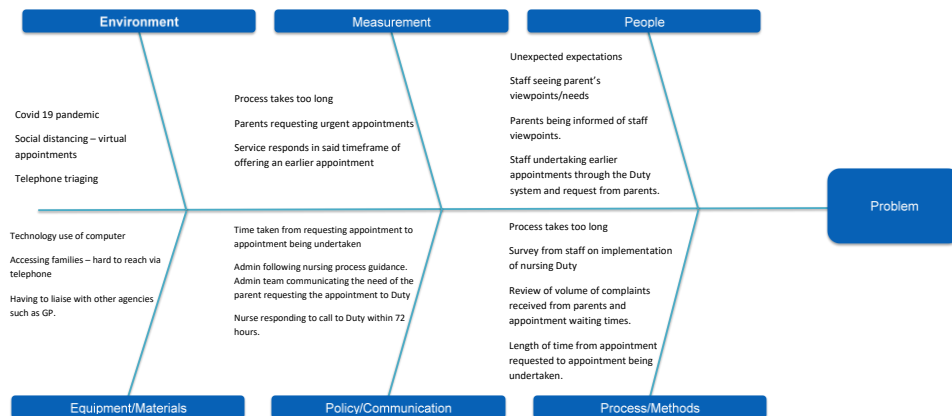 Environment
Measurement
People
Covid 19 pandemic
Social distancing – virtual
appointments
Telephone triaging
Process takes too long
Parents requesting urgent appointments
Service responds in said timeframe of
offering an earlier appointment
Unexpected expectations
Staff seeing parent's
viewpoints/needs
Parents being informed of staff
viewpoints.
Staff undertaking earlier
appointments through the Duty
system and request from parents.
Problem
Technology use of computer
Accessing families – hard to reach via
telephone
Having to liaise with other agencies
such as GP.
Time taken from requesting appointment to
appointment being undertaken
Admin following nursing process guidance.
Admin team communicating the need of the
parent requesting the appointment to Duty
Nurse responding to call to Duty within 72
hours.
Process takes too long
Survey from staff on implementation
of nursing Duty
Review of volume of complaints
received from parents and
appointment waiting times.
Length of time from appointment
requested to appointment being
undertaken.
Equipment/Materials
Policy/Communication
Process/Methods